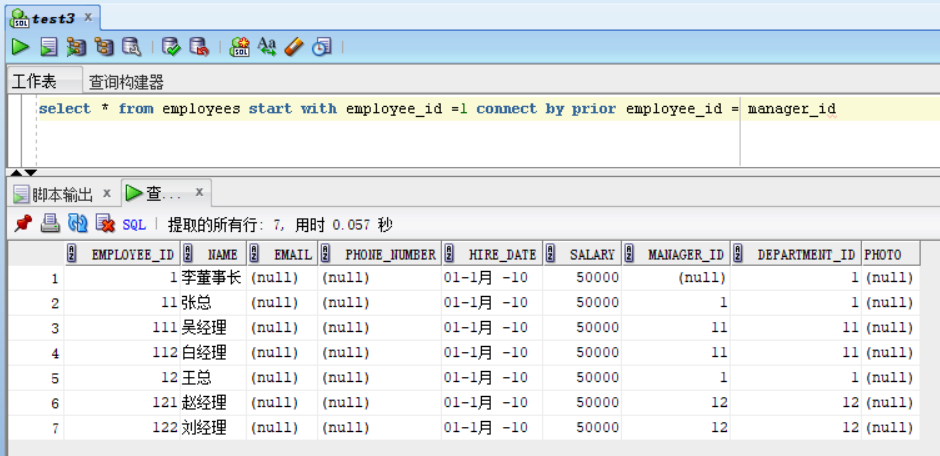 test3
工作表 查询构建器
select * from employees start with employee_id =1 connect by prior employee_id = manager_id
脚本输出 × 查... ×
SQL | 提取的所有行: 7, 用时 0.057 秒
EMPLOYEE_ID NAME EMAIL PHONE_NUMBER HIRE_DATE SALARY MANAGER_ID DEPARTMENT_ID PHOTO
1 1 李董事长 (null) (null) 01-1月 -10 50000 (null) 1 (null)
2 11 张总 (null) (null) 01-1月 -10 50000 1 1 (null)
3 111 吴经理 (null) (null) 01-1月 -10 50000 11 11 (null)
4 112 白经理 (null) (null) 01-1月 -10 50000 11 11 (null)
5 12 王总 (null) (null) 01-1月 -10 50000 1 1 (null)
6 121 赵经理 (null) (null) 01-1月 -10 50000 12 12 (null)
7 122 刘经理 (null) (null) 01-1月 -10 50000 12 12 (null)